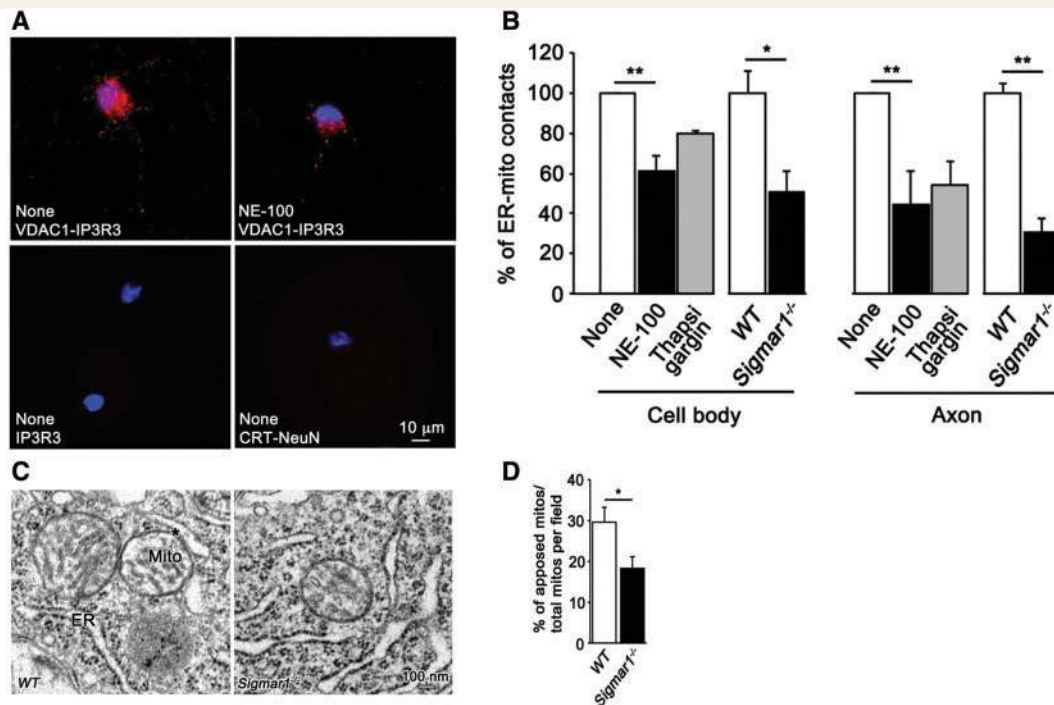 A
None
VDAC1-IP3R3
NE-100
VDAC1-IP3R3
None
IP3R3
None
CRT-NeuN
10 μm
B
% of ER-mito contacts
120
100
80
60
40
20
0
**
*
**
**
None
NE-100
Thapsi
gargin
WT
Sigmar1-/-
None
NE-100
Thapsi
gargin
WT
Sigmar1-/-
Cell body
Axon
C
*
Mito
ER
WT
Sigmar1-/-
100 nm
D
% of apposed mitos/
total mitos per field
40
30
20
10
0
*
WT
Sigmar1-/-